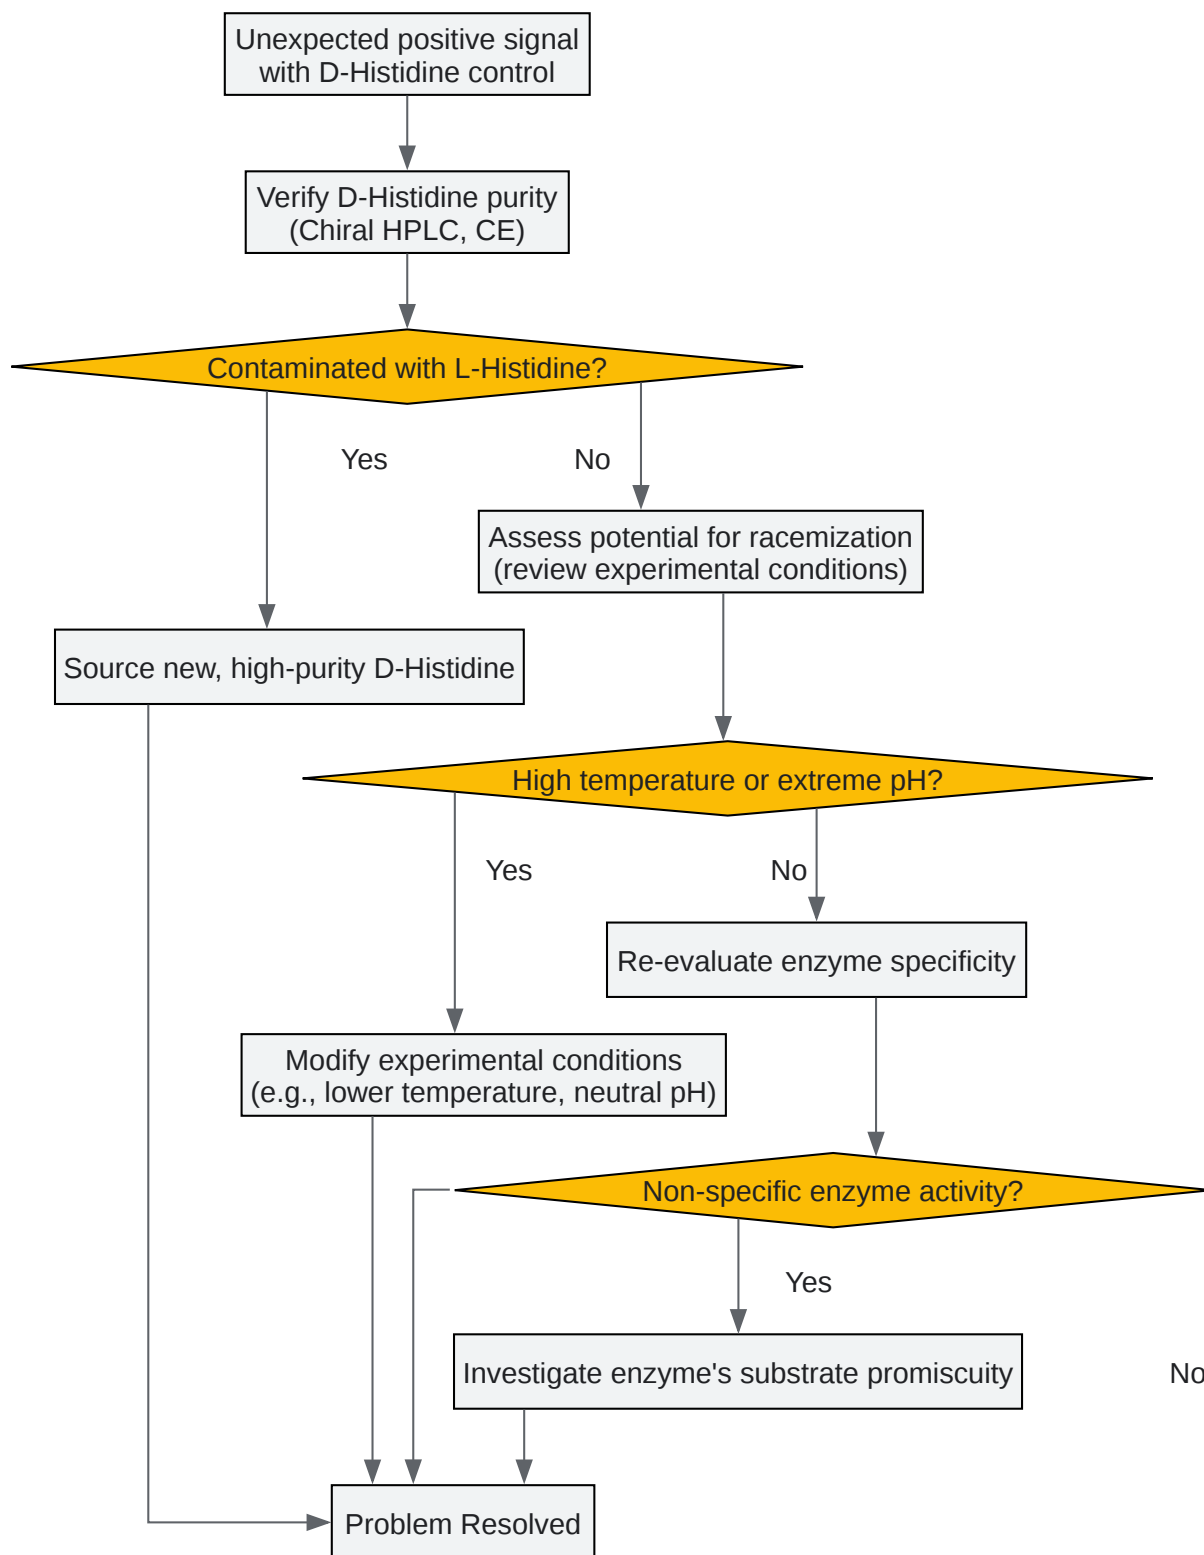 Unexpected positive signal
with D-Histidine control
Verify D-Histidine purity
(Chiral HPLC, CE)
Contaminated with L-Histidine?
Yes
No
Assess potential for racemization
(review experimental conditions)
Source new, high-purity D-Histidine
High temperature or extreme pH?
Yes
No
Re-evaluate enzyme specificity
Modify experimental conditions
(e.g., lower temperature, neutral pH)
Non-specific enzyme activity?
Yes
Investigate enzyme's substrate promiscuity
No
Problem Resolved